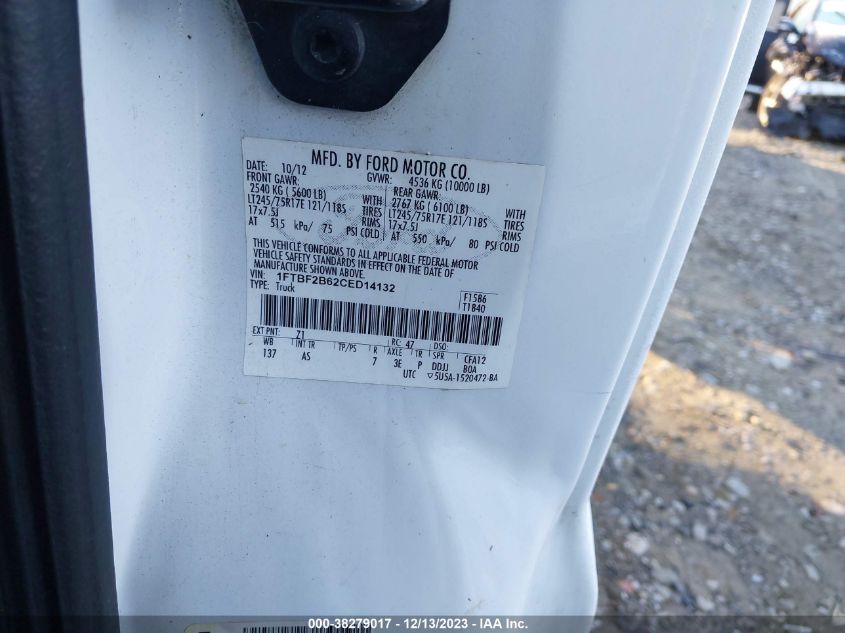 MFD. BY FORD MOTOR CO.
DATE: 10/12 GVWR: 4536 KG (10000 LB)
FRONT GAWR: REAR GAWR:
2540 KG ( 5600 LB) WITH 2767 KG ( 6100 LB) WITH
LT245/75R17E 121/118S TIRES LT245/75R17E 121/118S TIRES
17x7.5J RIMS 17x7.5J RIMS
AT 515 kPa/ 75 PSI COLD AT 550 kPa/ 80 PSI COLD
THIS VEHICLE CONFORMS TO ALL APPLICABLE FEDERAL MOTOR
VEHICLE SAFETY STANDARDS IN EFFECT ON THE DATE OF
MANUFACTURE SHOWN ABOVE.
VIN: 1FTBF2B62CED14132
TYPE: Truck
F1586
T1840
EXT PNT: Z1 RC: 47 DSO:
WB INT TR TP/PS R AXLE TR SPR CFA12
137 AS 7 3E P DDJJ BOA
UTC ▽5USA-1520472-BA
000-38279017 - 12/13/2023 - IAA Inc.